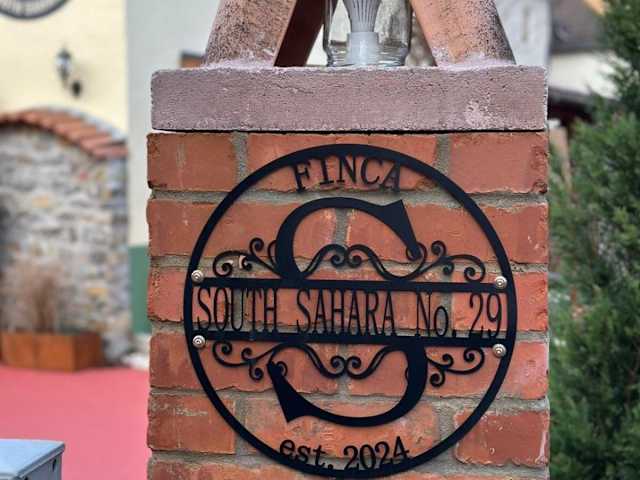 FINCA
S
SOUTH SAHARA No. 29
est. 2024